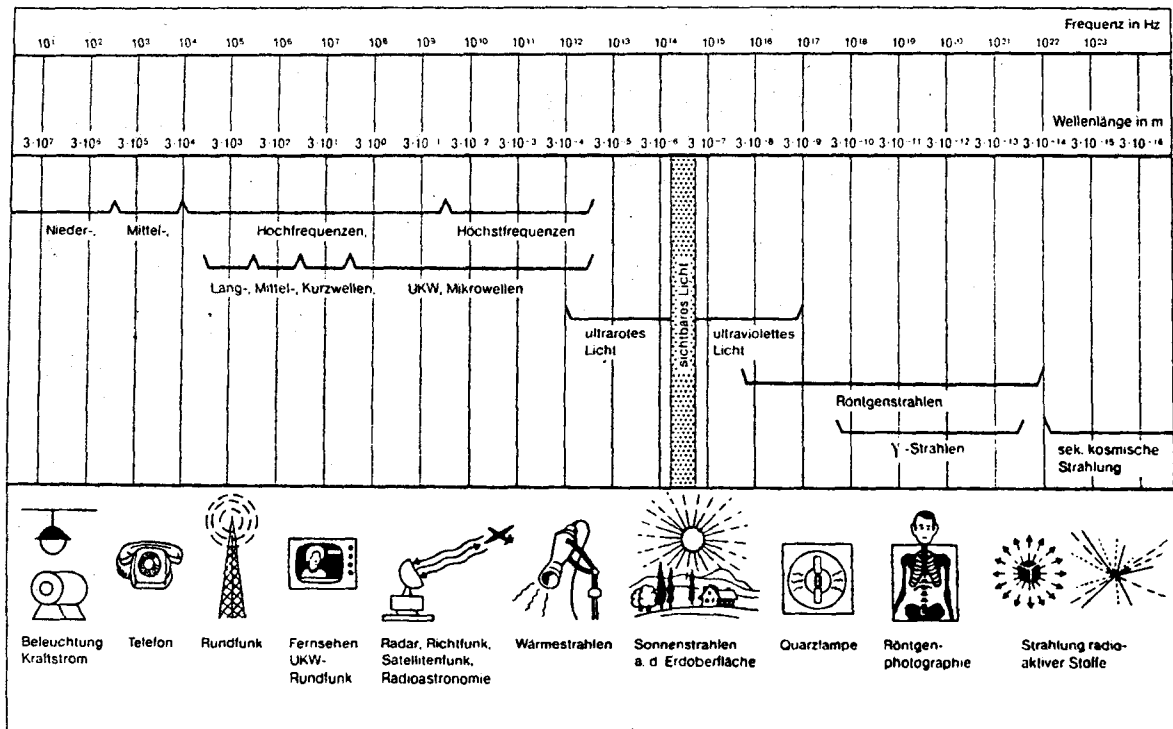 Frequenz in Hz
10¹ 10² 10³ 10⁴ 10⁵ 10⁶ 10⁷ 10⁸ 10⁹ 10¹⁰ 10¹¹ 10¹² 10¹³ 10¹⁴ 10¹⁵ 10¹⁶ 10¹⁷ 10¹⁸ 10¹⁹ 10²¹ 10²² 10²³
Wellenlänge in m
3·10⁷ 3·10⁵ 3·10⁴ 3·10³ 3·10² 3·10¹ 3·10⁰ 3·10⁻¹ 3·10⁻² 3·10⁻³ 3·10⁻⁴ 3·10⁻⁵ 3·10⁻⁶ 3·10⁻⁷ 3·10⁻⁹ 3·10⁻⁸ 3·10⁻¹⁰ 3·10⁻¹¹ 3·10⁻¹² 3·10⁻¹³ 3·10⁻¹⁴ 3·10⁻¹⁵ 3·10⁻¹⁶
Nieder-, Mittel-, Hochfrequenzen, Höchstfrequenzen
Lang-, Mittel-, Kurzwellen, UKW, Mikrowellen
ultrarotes
Licht
sichtbares Licht
ultraviolettes
Licht
Röntgenstrahlen
γ-Strahlen
sek. kosmische
Strahlung
Beleuchtung
Kraftstrom
Telefon
Rundfunk
Fernsehen
UKW-
Rundfunk
Radar, Richtfunk,
Satellitenfunk,
Radioastronomie
Wärmestrahlen
Sonnenstrahlen
a. d. Erdoberfläche
Quarzlampe
Röntgen-
photographie
Strahlung radio-
aktiver Stoffe